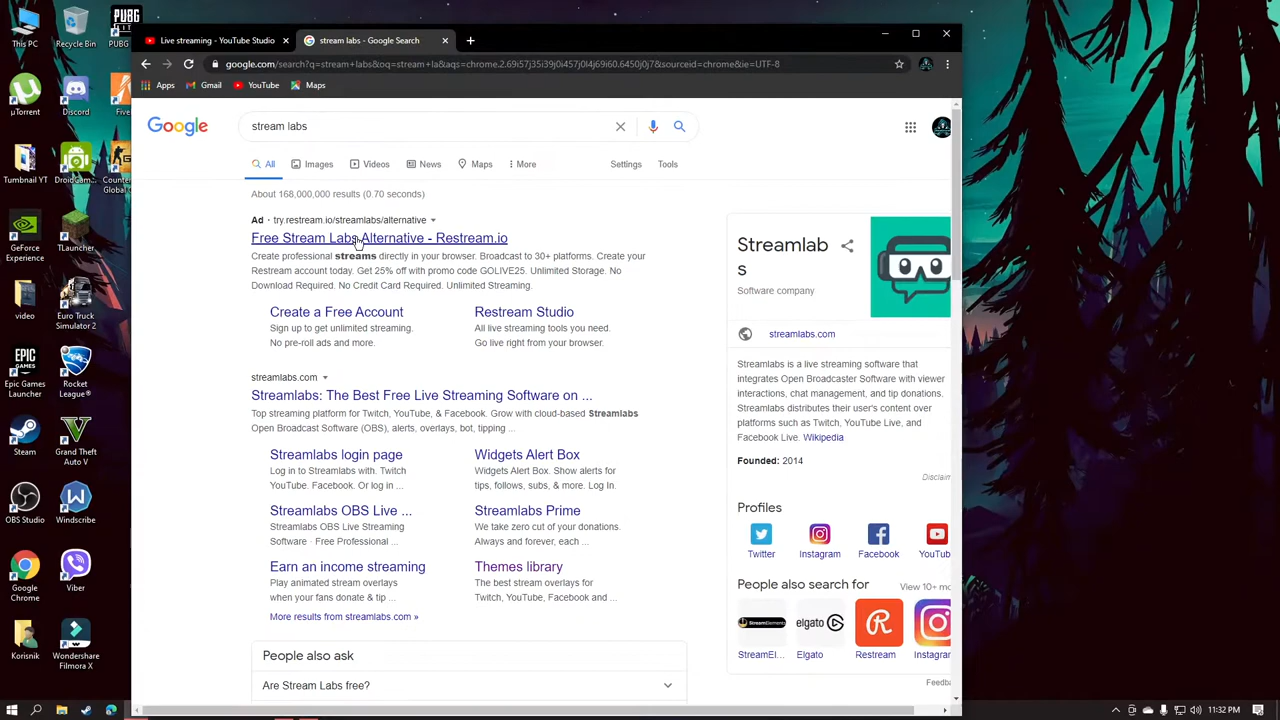 This PC
Recycle Bin
PUBG
µTorrent
Discord
Tumbnail YT
DroidCam...
Counter
Global
GeForce
Experience
TLauncher
video
Euro Truck
Simulator 2
Epic Games
Launcher
Rocket
League®
Steam
Grand Theft
Auto V
OBS Studio
Windscribe
Google
Chrome
Viber
Korisnik
Wondershare
Filmora X
Live streaming - YouTube Studio
stream labs - Google Search
google.com/search?q=stream+labs&oq=stream+la&aqs=chrome.2.69i57j35i39j0i457j0l4j69i60.6450j0j7&sourceid=chrome&ie=UTF-8
Apps
Gmail
YouTube
Maps
Google
stream labs
All
Images
Videos
News
Maps
More
Settings
Tools
About 168,000,000 results (0.70 seconds)
Ad · try.restream.io/streamlabs/alternative
Free Stream Labs Alternative - Restream.io
Create professional streams directly in your browser. Broadcast to 30+ platforms. Create your
Restream account today. Get 25% off with promo code GOLIVE25. Unlimited Storage. No
Download Required. No Credit Card Required. Unlimited Streaming.
Create a Free Account
Sign up to get unlimited streaming.
No pre-roll ads and more.
Restream Studio
All live streaming tools you need.
Go live right from your browser.
streamlabs.com
Streamlabs: The Best Free Live Streaming Software on ...
Top streaming platform for Twitch, YouTube, & Facebook. Grow with cloud-based Streamlabs
Open Broadcast Software (OBS), alerts, overlays, bot, tipping ...
Streamlabs login page
Log in to Streamlabs with. Twitch
YouTube. Facebook. Or log in ...
Widgets Alert Box
Widgets Alert Box. Show alerts for
tips, follows, subs, & more. Log In.
Streamlabs OBS Live ...
Streamlabs OBS Live Streaming
Software · Free Professional ...
Streamlabs Prime
We take zero cut of your donations.
Always and forever, each ...
Earn an income streaming
Play animated stream overlays
when your fans donate & tip ...
Themes library
The best stream overlays for
Twitch, YouTube, Facebook and ...
More results from streamlabs.com »
People also ask
Are Stream Labs free?
Streamlab
s
Software company
streamlabs.com
Streamlabs is a live streaming software that
integrates Open Broadcaster Software with viewer
interactions, chat management, and tip donations.
Streamlabs distributes their user's content over
platforms such as Twitch, YouTube Live, and
Facebook Live. Wikipedia
Founded: 2014
Disclaim
Profiles
Twitter
Instagram
Facebook
YouTub
People also search for
View 10+ mo
StreamElements
elgato
StreamEl...
Elgato
Restream
Instagram
Feedba
11:32 PM